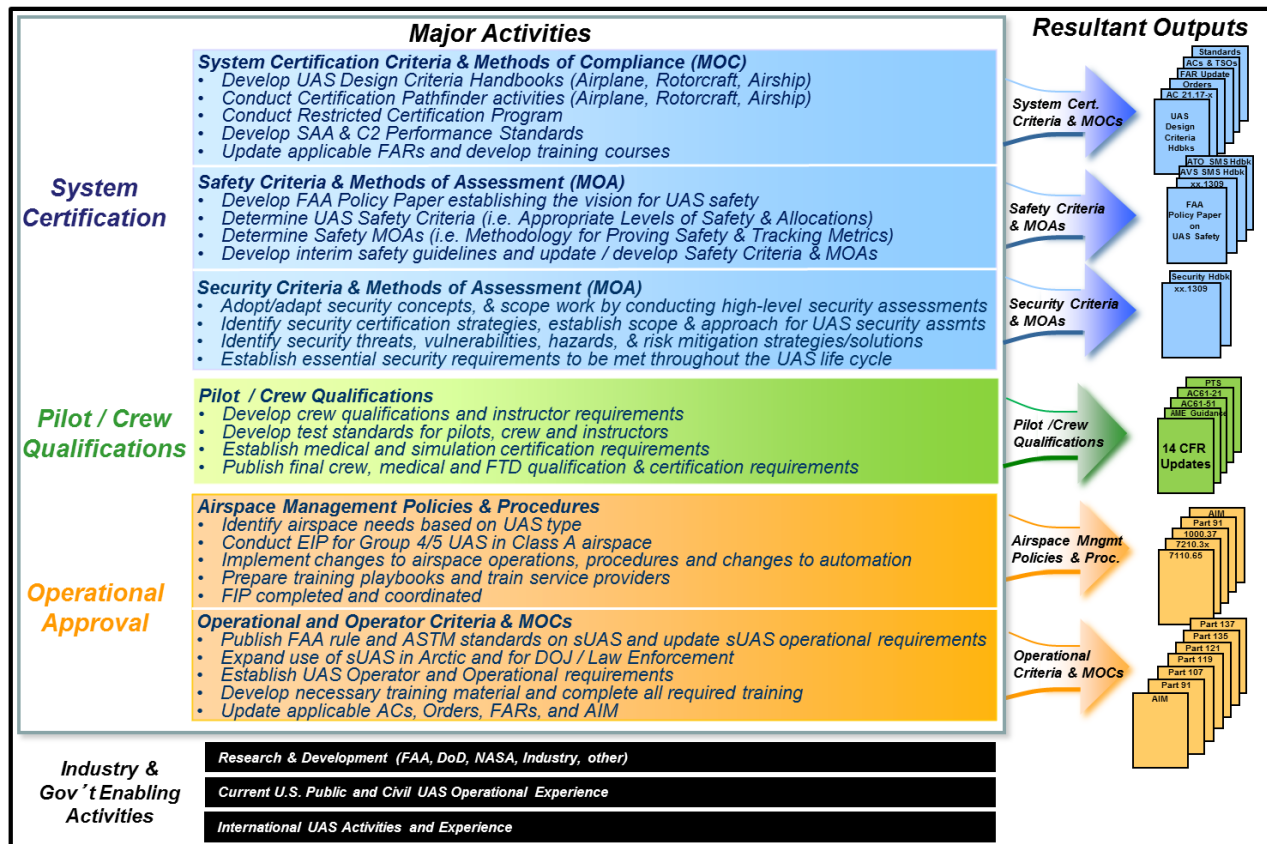 Major Activities
Resultant Outputs
System Certification
System Certification Criteria & Methods of Compliance (MOC)
• Develop UAS Design Criteria Handbooks (Airplane, Rotorcraft, Airship)
• Conduct Certification Pathfinder activities (Airplane, Rotorcraft, Airship)
• Conduct Restricted Certification Program
• Develop SAA & C2 Performance Standards
• Update applicable FARs and develop training courses
System Cert.
Criteria & MOCs
Standards
ACs & TSOs
FAR Update
Orders
AC 21.17-x
UAS
Design
Criteria
Hdbks
Safety Criteria & Methods of Assessment (MOA)
• Develop FAA Policy Paper establishing the vision for UAS safety
• Determine UAS Safety Criteria (i.e. Appropriate Levels of Safety & Allocations)
• Determine Safety MOAs (i.e. Methodology for Proving Safety & Tracking Metrics)
• Develop interim safety guidelines and update / develop Safety Criteria & MOAs
Safety Criteria
& MOAs
ATO SMS Hdbk
AVS SMS Hdbk
xx.1309
FAA
Policy Paper
on
UAS Safety
Security Criteria & Methods of Assessment (MOA)
• Adopt/adapt security concepts, & scope work by conducting high-level security assessments
• Identify security certification strategies, establish scope & approach for UAS security assmts
• Identify security threats, vulnerabilities, hazards, & risk mitigation strategies/solutions
• Establish essential security requirements to be met throughout the UAS life cycle
Security Criteria
& MOAs
Security Hdbk
xx.1309
Pilot / Crew
Qualifications
Pilot / Crew Qualifications
• Develop crew qualifications and instructor requirements
• Develop test standards for pilots, crew and instructors
• Establish medical and simulation certification requirements
• Publish final crew, medical and FTD qualification & certification requirements
Pilot /Crew
Qualifications
PTS
AC61-21
AC61-51
AME Guidance
14 CFR
Updates
Operational
Approval
Airspace Management Policies & Procedures
• Identify airspace needs based on UAS type
• Conduct EIP for Group 4/5 UAS in Class A airspace
• Implement changes to airspace operations, procedures and changes to automation
• Prepare training playbooks and train service providers
• FIP completed and coordinated
Airspace Mngmt
Policies & Proc.
AIM
Part 91
1000.37
7210.3x
7110.65
Operational and Operator Criteria & MOCs
• Publish FAA rule and ASTM standards on sUAS and update sUAS operational requirements
• Expand use of sUAS in Arctic and for DOJ / Law Enforcement
• Establish UAS Operator and Operational requirements
• Develop necessary training material and complete all required training
• Update applicable ACs, Orders, FARs, and AIM
Operational
Criteria & MOCs
Part 137
Part 135
Part 121
Part 119
Part 107
Part 91
AIM
Industry &
Gov´t Enabling
Activities
Research & Development (FAA, DoD, NASA, Industry, other)
Current U.S. Public and Civil UAS Operational Experience
International UAS Activities and Experience